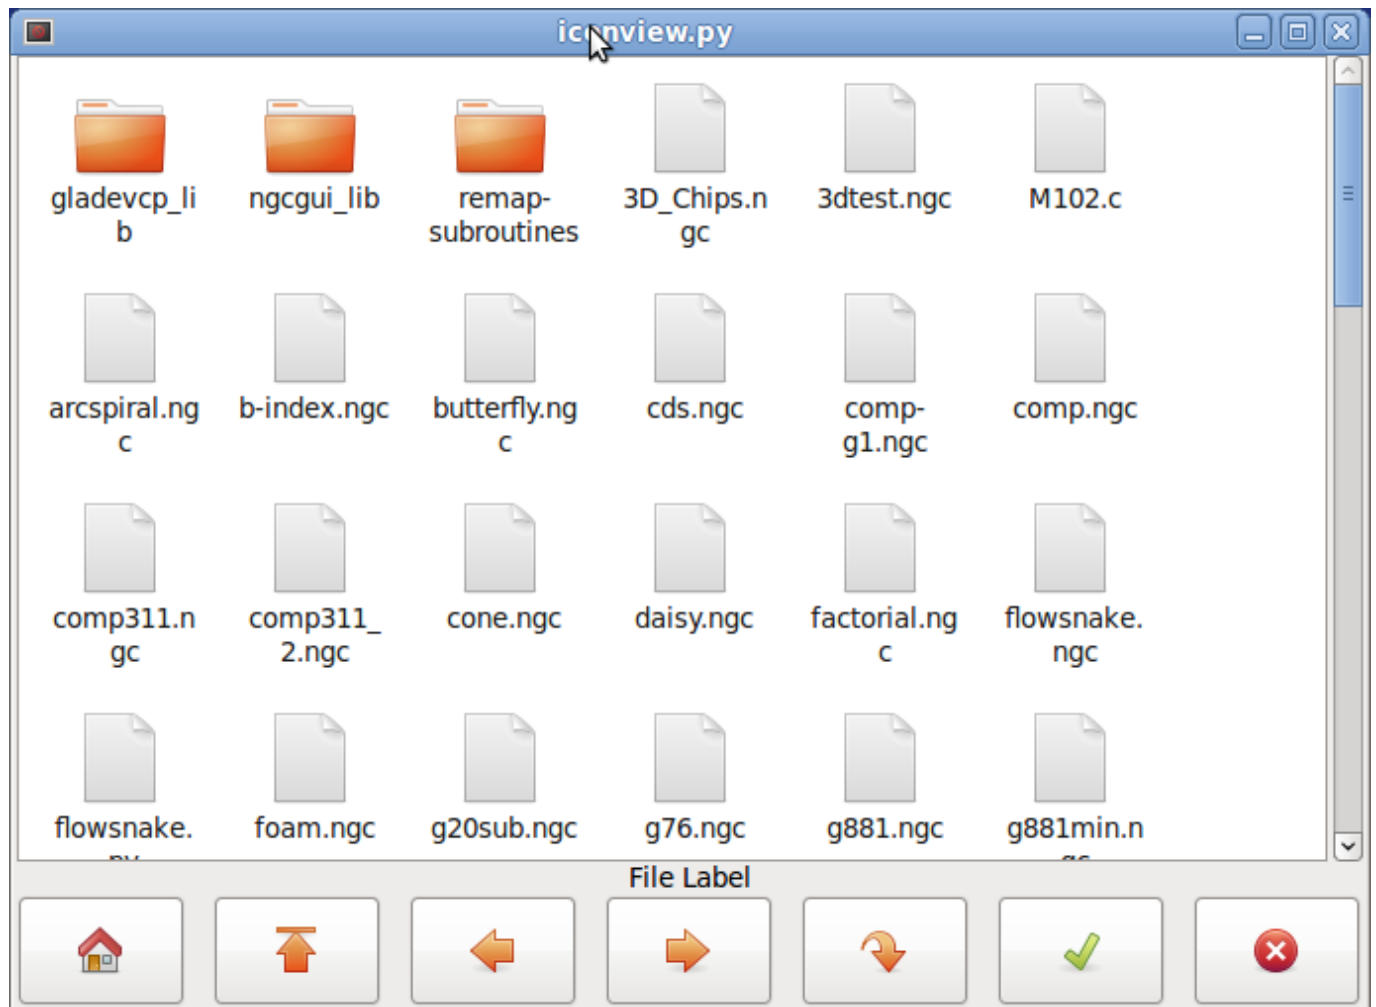 iconview.py
gladevcp_li
b
ngcgui_lib
remap-
subroutines
3D_Chips.n
gc
3dtest.ngc
M102.c
arcspiral.ng
c
b-index.ngc
butterfly.ng
c
cds.ngc
comp-
g1.ngc
comp.ngc
comp311.n
gc
comp311_
2.ngc
cone.ngc
daisy.ngc
factorial.ng
c
flowsnake.
ngc
flowsnake.
foam.ngc
g20sub.ngc
g76.ngc
g881.ngc
g881min.n
File Label